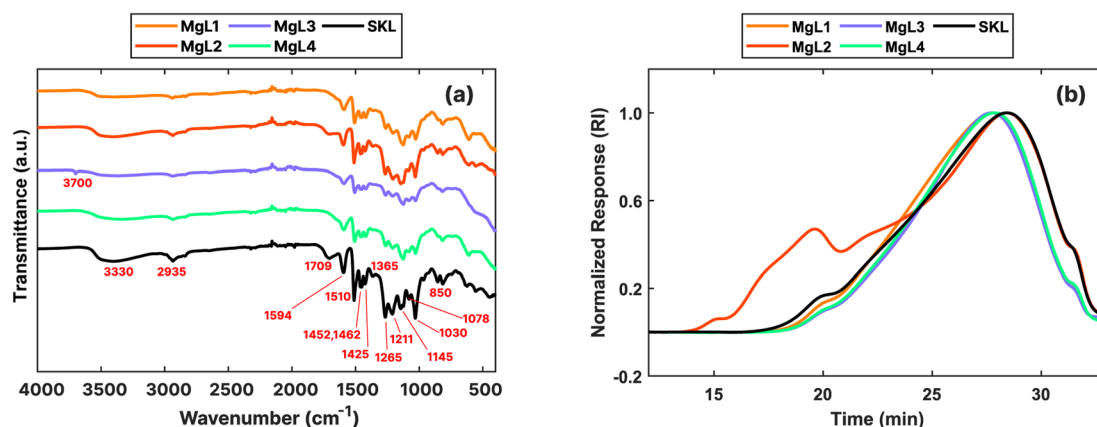 MgL1 MgL3 SKL
MgL2 MgL4
(a)
Transmittance (a.u.)
3700
3330 2935
1709 1365
1594 1510
1452,1462
1425
1265
1211
1145
850
1078
1030
4000 3500 3000 2500 2000 1500 1000 500
Wavenumber (cm⁻¹)
MgL1 MgL3 SKL
MgL2 MgL4
(b)
Normalized Response (RI)
1.0
0.6
0.2
-0.2
15 20 25 30
Time (min)